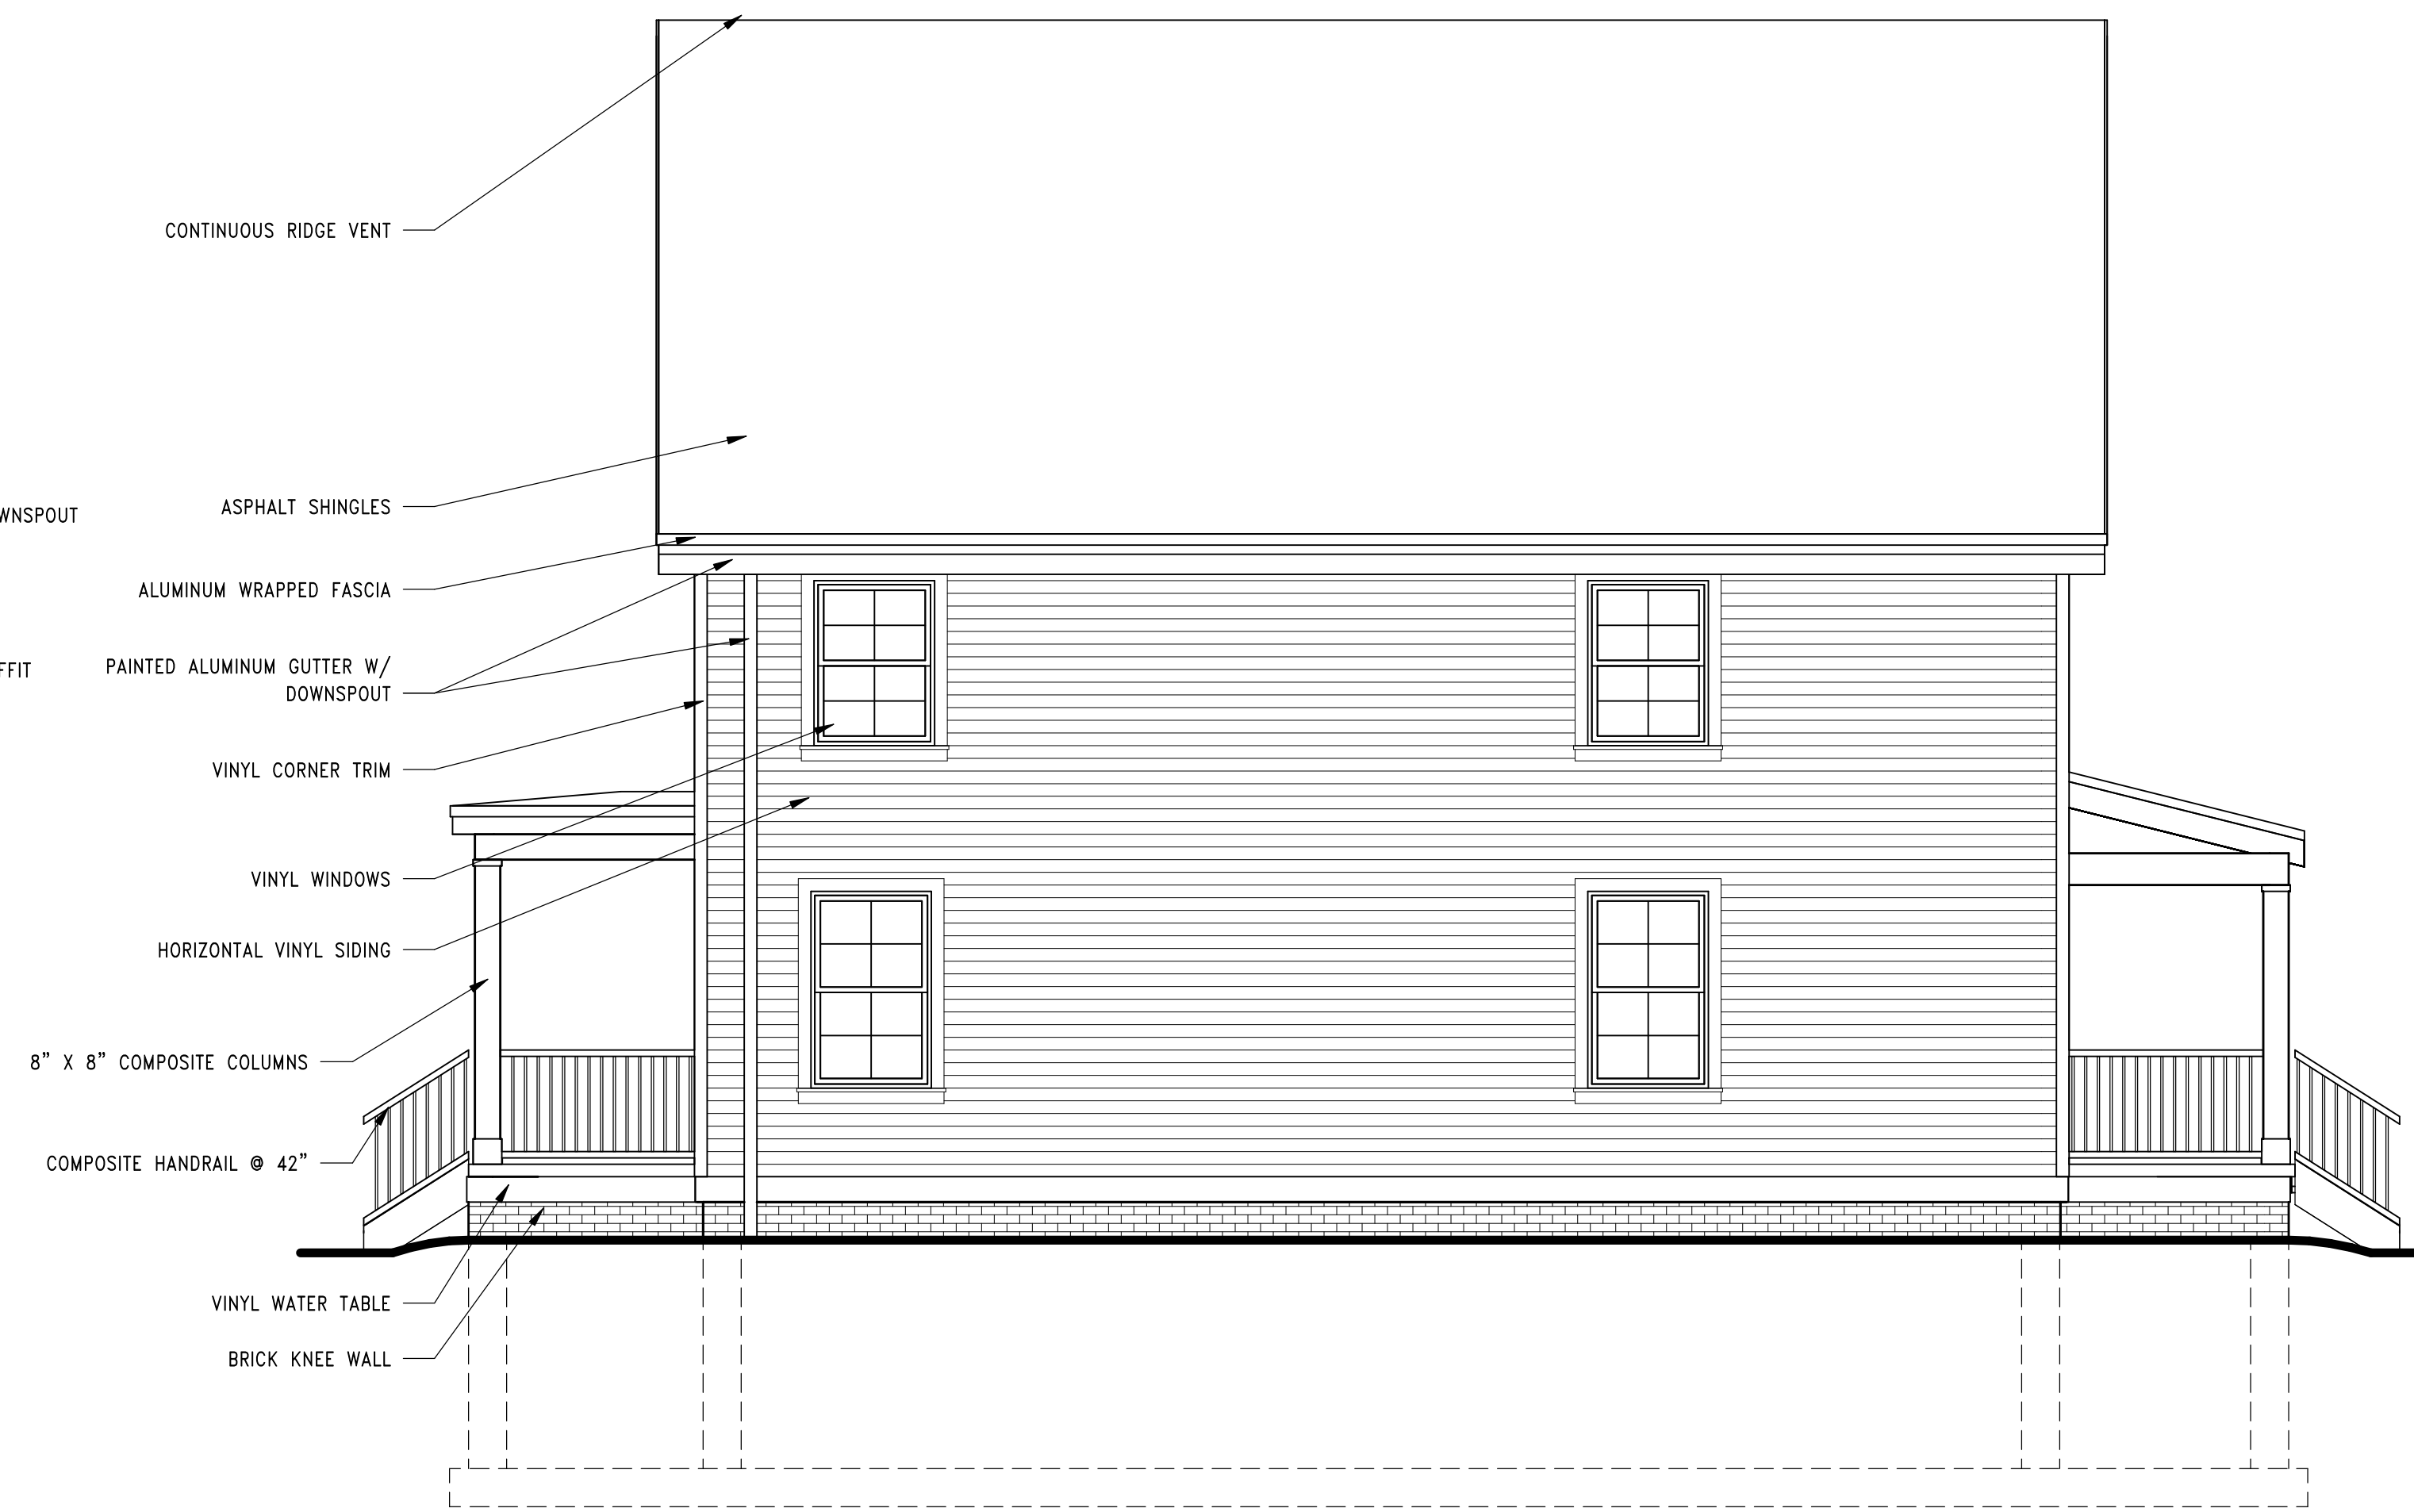 CONTINUOUS RIDGE VENT
ASPHALT SHINGLES
WNSPOUT
ALUMINUM WRAPPED FASCIA
FFIT
PAINTED ALUMINUM GUTTER W/
DOWNSPOUT
VINYL CORNER TRIM
VINYL WINDOWS
HORIZONTAL VINYL SIDING
8” X 8” COMPOSITE COLUMNS
COMPOSITE HANDRAIL @ 42”
VINYL WATER TABLE
BRICK KNEE WALL